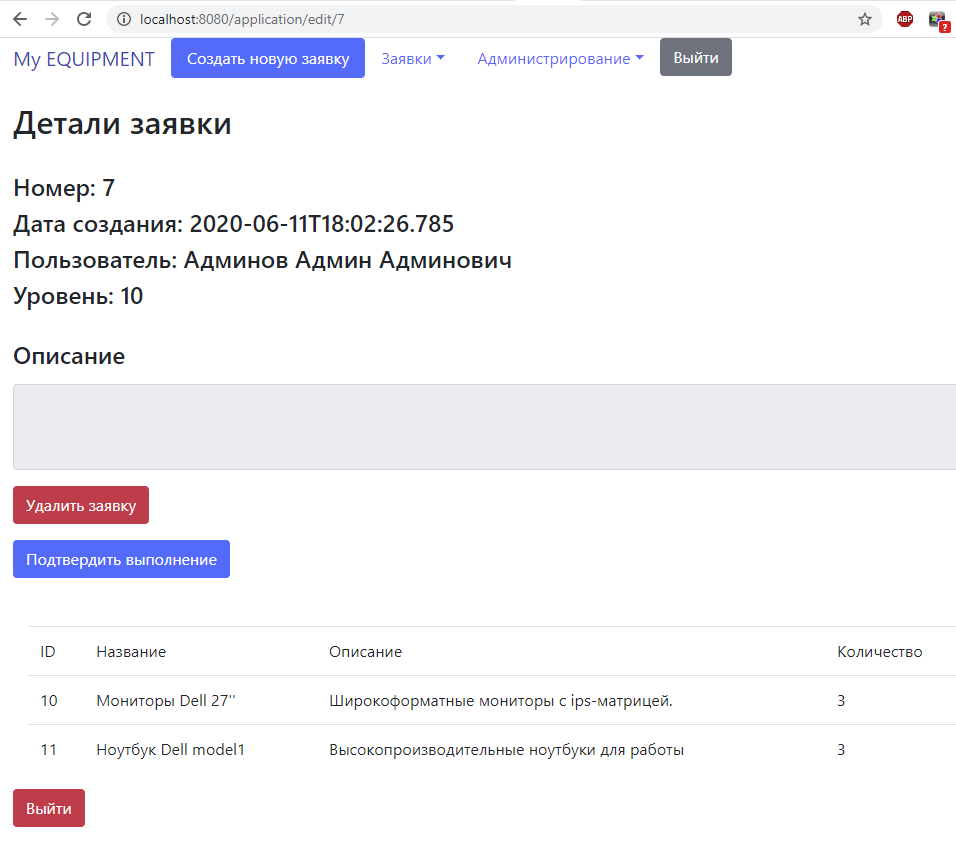 localhost:8080/application/edit/7
ABP
?
My EQUIPMENT Создать новую заявку Заявки Администрирование Выйти
Детали заявки
Номер: 7
Дата создания: 2020-06-11T18:02:26.785
Пользователь: Админов Админ Админович
Уровень: 10
Описание
Удалить заявку
Подтвердить выполнение
ID Название Описание Количество
10 Мониторы Dell 27'' Широкоформатные мониторы с ips-матрицей. 3
11 Ноутбук Dell model1 Высокопроизводительные ноутбуки для работы 3
Выйти